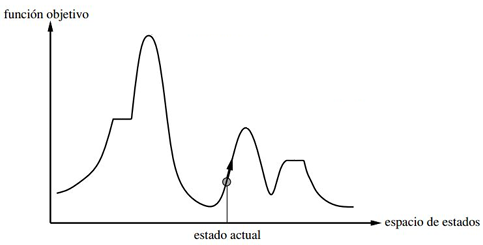 función objetivo
espacio de estados
estado actual